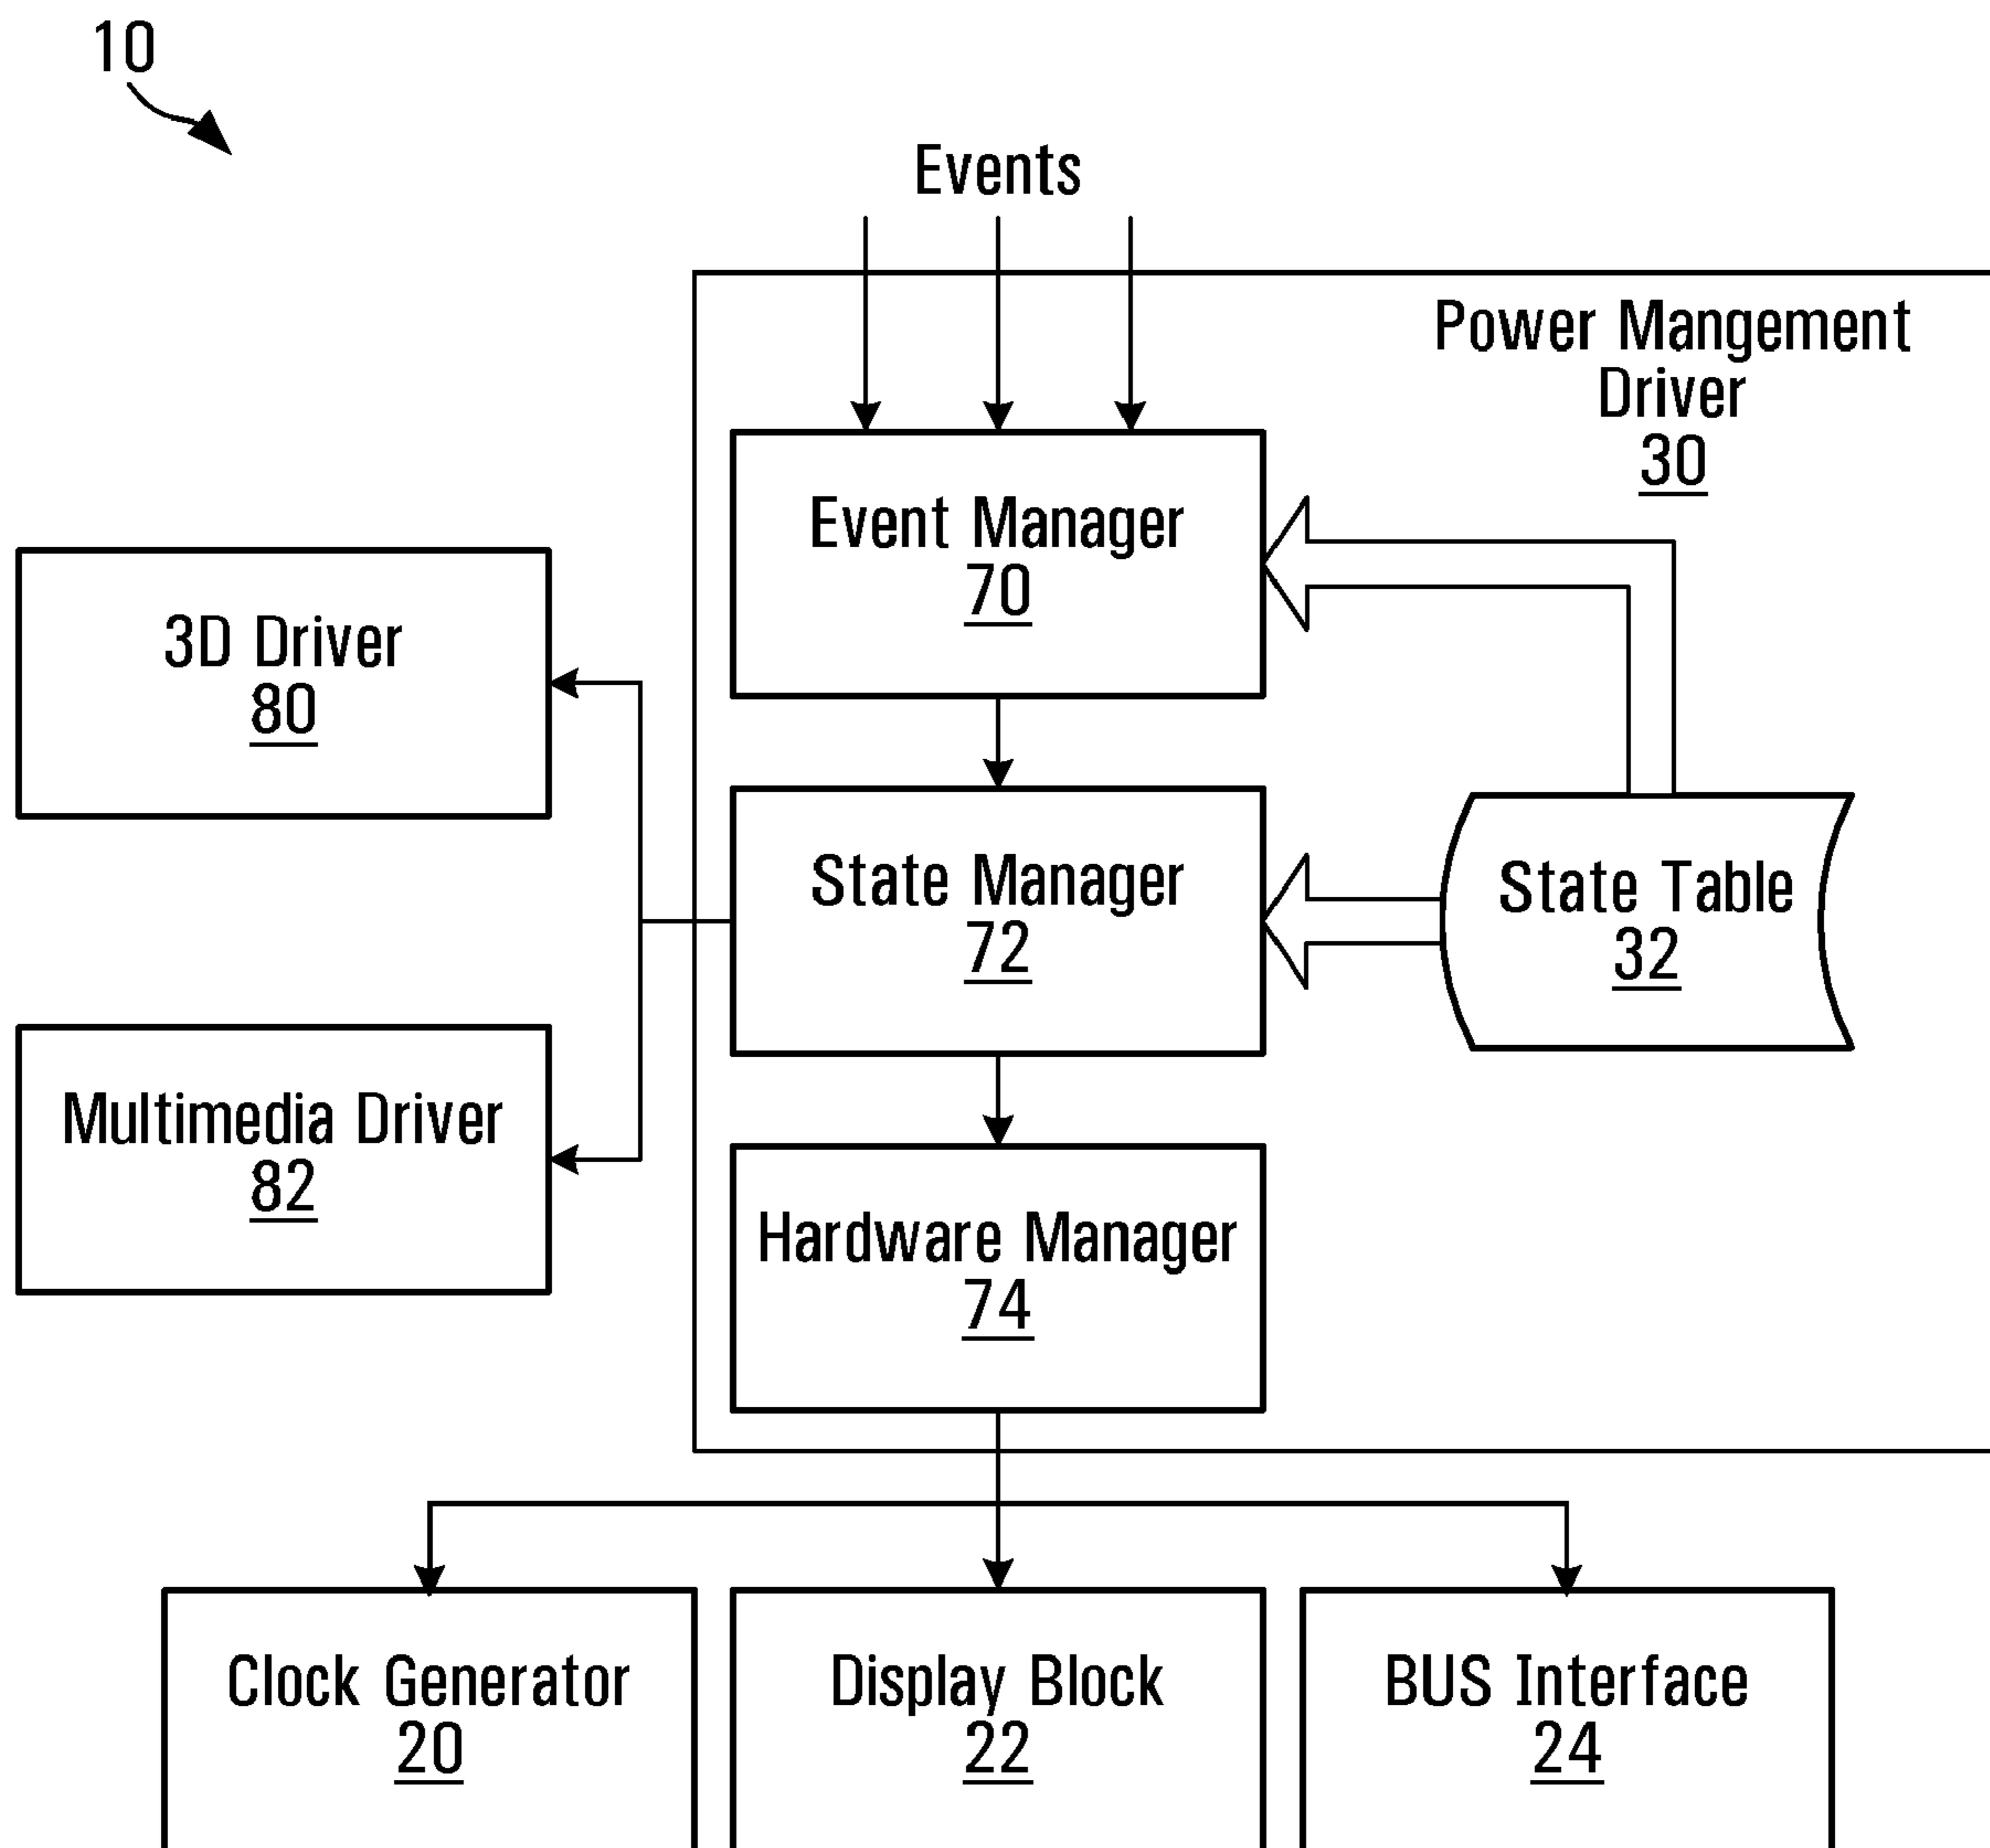 10
Events
Power Mangement
Driver
30
Event Manager
70
3D Driver
80
State Manager
72
State Table
32
Multimedia Driver
82
Hardware Manager
74
Clock Generator
20
Display Block
22
BUS Interface
24